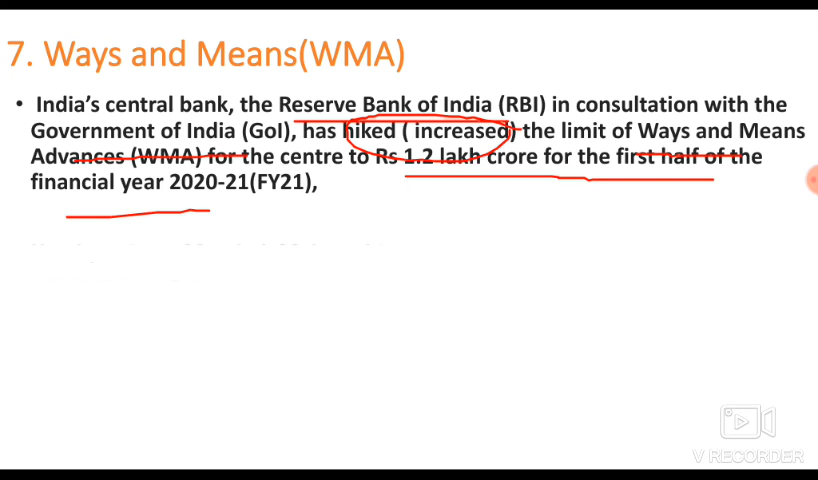 7. Ways and Means(WMA)
• India's central bank, the Reserve Bank of India (RBI) in consultation with the
Government of India (GoI), has hiked ( increased) the limit of Ways and Means
Advances (WMA) for the centre to Rs 1.2 lakh crore for the first half of the
financial year 2020-21(FY21),
V RECORDER